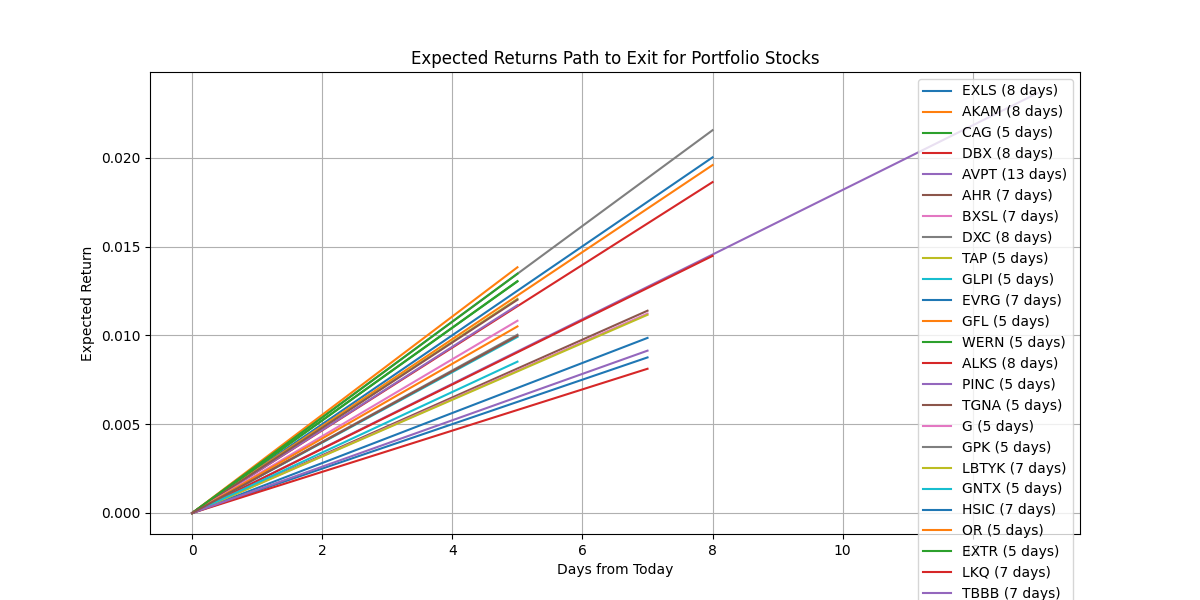 Expected Returns Path to Exit for Portfolio Stocks
Expected Return
0.020
0.015
0.010
0.005
0.000
0
2
4
6
8
10
Days from Today
EXLS (8 days)
AKAM (8 days)
CAG (5 days)
DBX (8 days)
AVPT (13 days)
AHR (7 days)
BXSL (7 days)
DXC (8 days)
TAP (5 days)
GLPI (5 days)
EVRG (7 days)
GFL (5 days)
WERN (5 days)
ALKS (8 days)
PINC (5 days)
TGNA (5 days)
G (5 days)
GPK (5 days)
LBTYK (7 days)
GNTX (5 days)
HSIC (7 days)
OR (5 days)
EXTR (5 days)
LKQ (7 days)
TBBB (7 days)